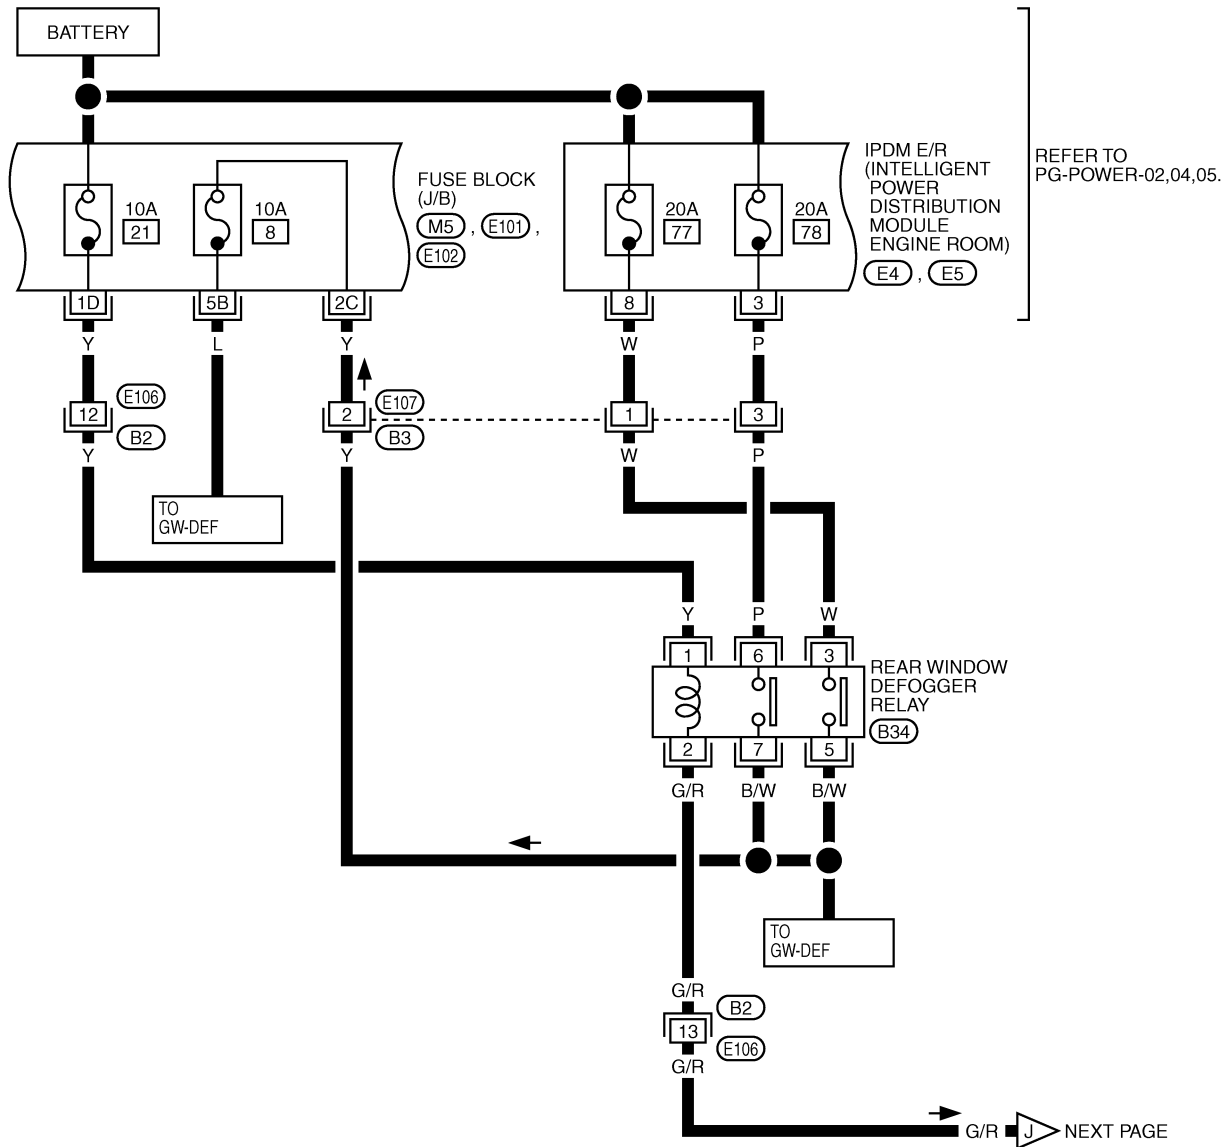 BATTERY
REFER TO
PG-POWER-02,04,05.
IPDM E/R
(INTELLIGENT
POWER
DISTRIBUTION
MODULE
ENGINE ROOM)
E4 , E5
FUSE BLOCK
(J/B)
M5 , E101 ,
E102
10A
21
10A
8
20A
77
20A
78
1D 5B 2C 8 3
Y L Y W P
12
E106
B2
2
E107
B3
1 3
Y Y W P
TO
GW-DEF
Y P W
1 6 3
REAR WINDOW
DEFOGGER
RELAY
B34
2 7 5
G/R B/W B/W
TO
GW-DEF
G/R
B2
13
E106
G/R
G/R J NEXT PAGE